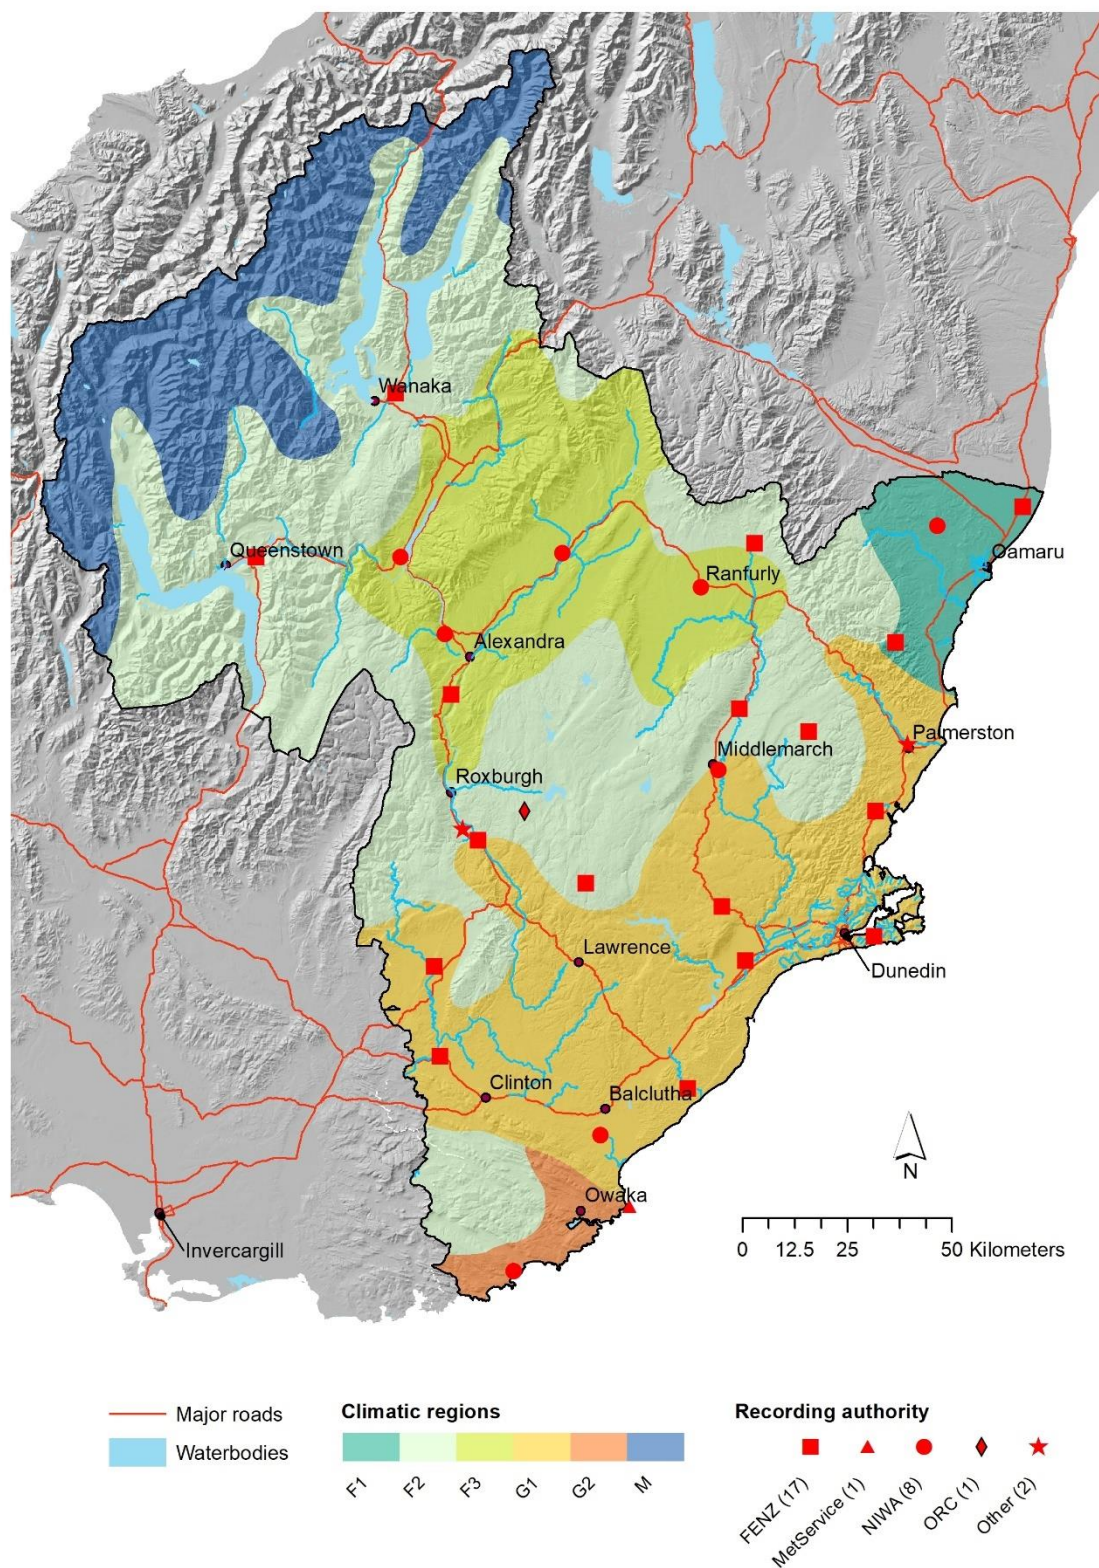 Wanaka
Queenstown
Oamaru
Ranfurly
Alexandra
Palmerston
Middlemarch
Roxburgh
Lawrence
Dunedin
Clinton
Balclutha
N
Owaka
Invercargill
0 12.5 25 50 Kilometers
Major roads
Waterbodies
Climatic regions
F1 F2 F3 G1 G2 M
Recording authority
FENZ (17) MetService (1) NIWA (8) ORC (1) Other (2)